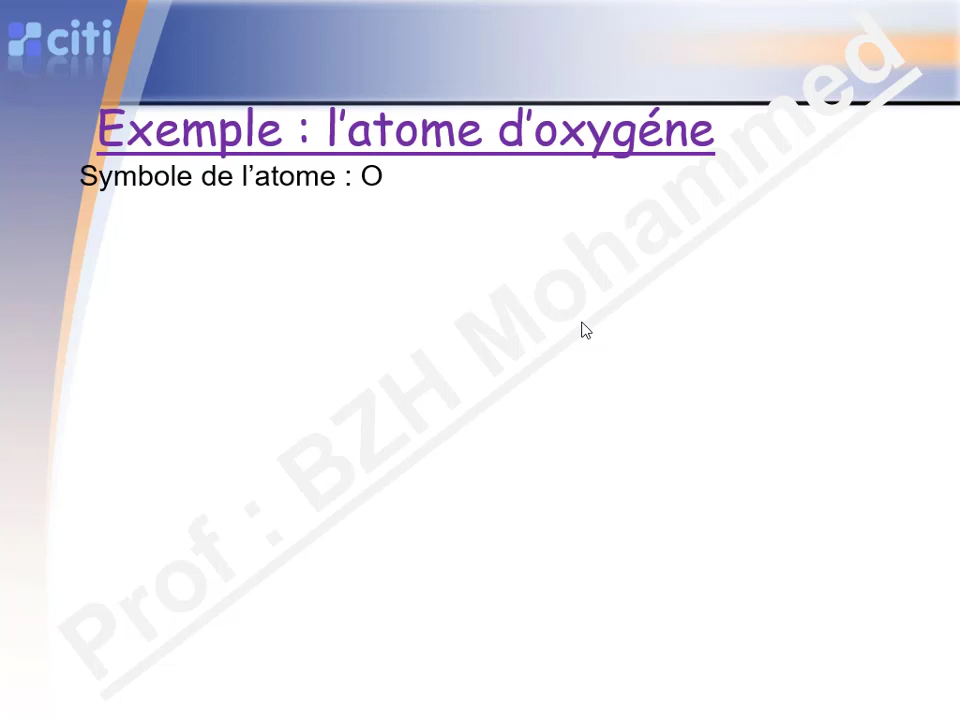 citi
Exemple : l’atome d’oxygéne
Symbole de l’atome : O
Prof : BZH Mohammed